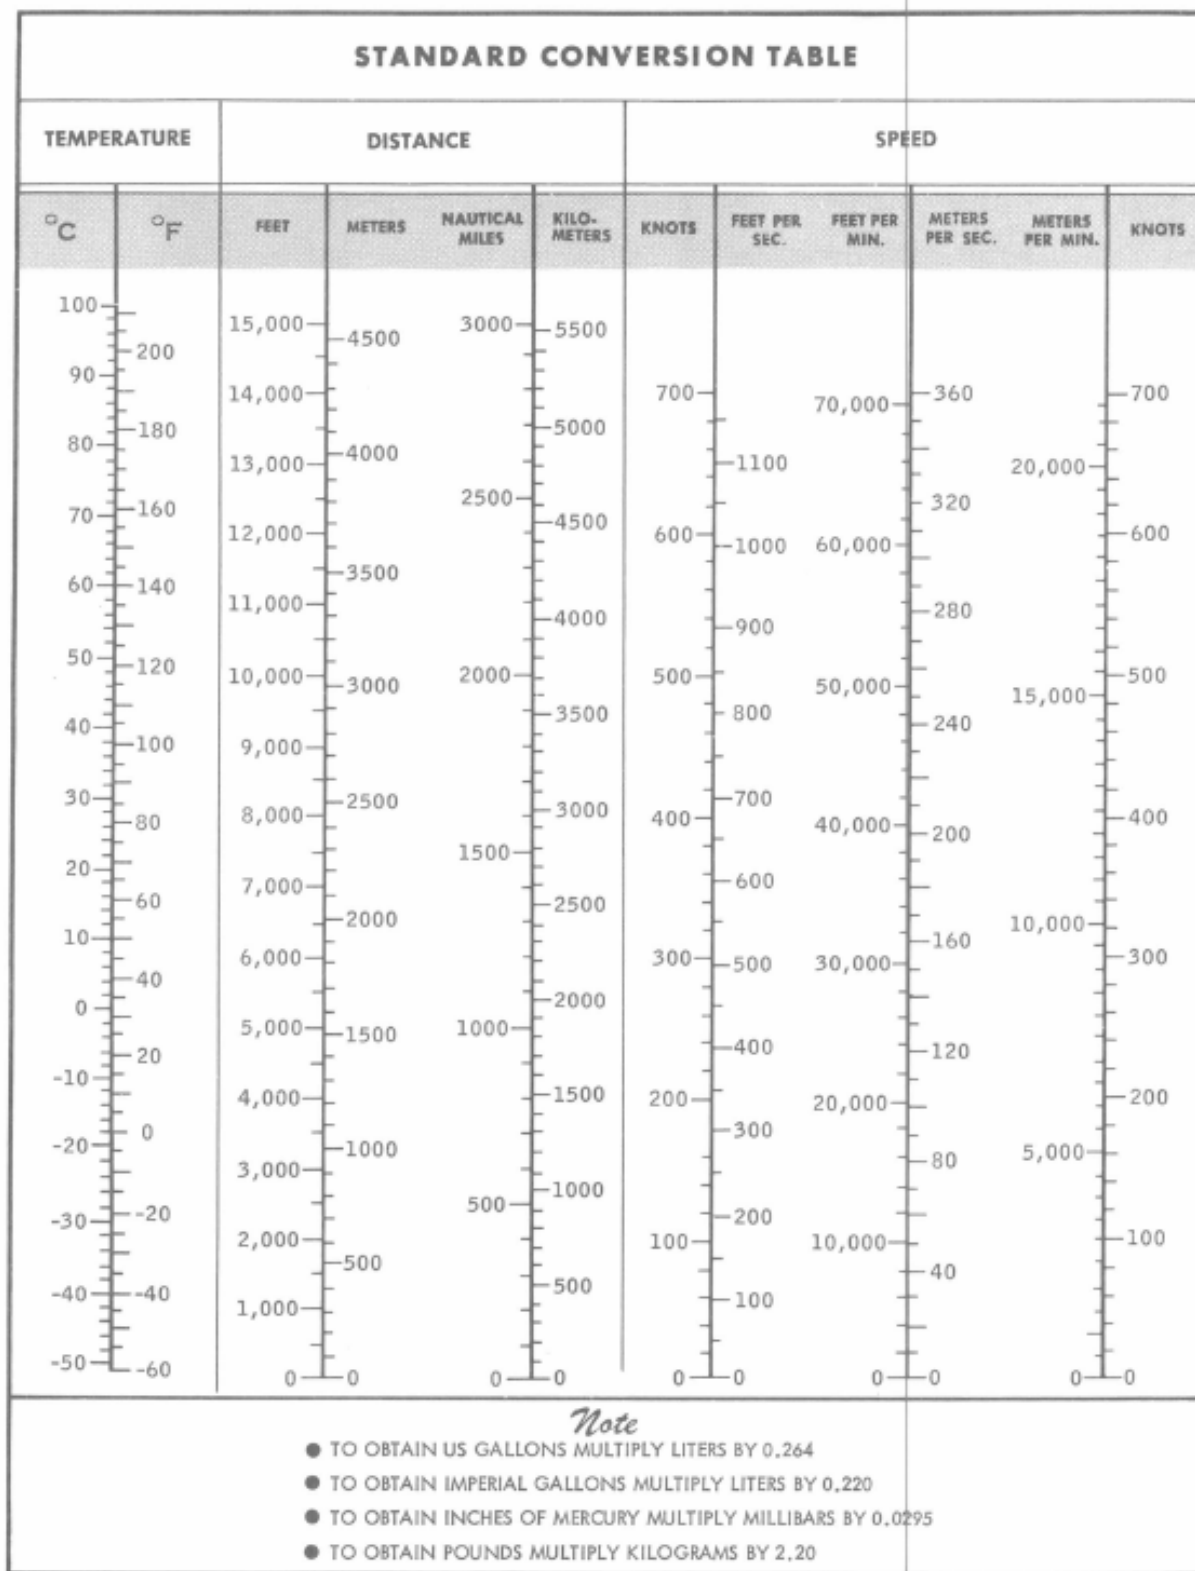 STANDARD CONVERSION TABLE
TEMPERATURE DISTANCE SPEED
°C °F FEET METERS NAUTICAL MILES KILO-METERS KNOTS FEET PER SEC. FEET PER MIN. METERS PER SEC. METERS PER MIN. KNOTS
100
15,000 3000 5500
4500
200
90 14,000 700 360 700
70,000
180 5000
80 4000
13,000 1100 20,000
2500
70 160 4500 320
12,000 600 1000 60,000 600
3500
60 140
11,000 280
4000 900
50 120
10,000 2000 500 500
3000 50,000 15,000
3500 800
40 240
100 9,000
30 2500 700
3000
80 8,000 400 40,000 200 400
1500
20
7,000 600
60 2500
2000
10 160 10,000
6,000 300 500 30,000 300
40
0 2000
5,000 1000
1500
20 400 120
-10
1500
4,000 200 20,000 200
0 300
-20 1000
3,000 80 5,000
1000
-20 500 200
-30
2,000 100 10,000 100
500 40
500
-40 -40 100
1,000
-50 -60
0 0 0 0 0 0 0 0 0 0
Note
● TO OBTAIN US GALLONS MULTIPLY LITERS BY 0.264
● TO OBTAIN IMPERIAL GALLONS MULTIPLY LITERS BY 0.220
● TO OBTAIN INCHES OF MERCURY MULTIPLY MILLIBARS BY 0.0295
● TO OBTAIN POUNDS MULTIPLY KILOGRAMS BY 2.20